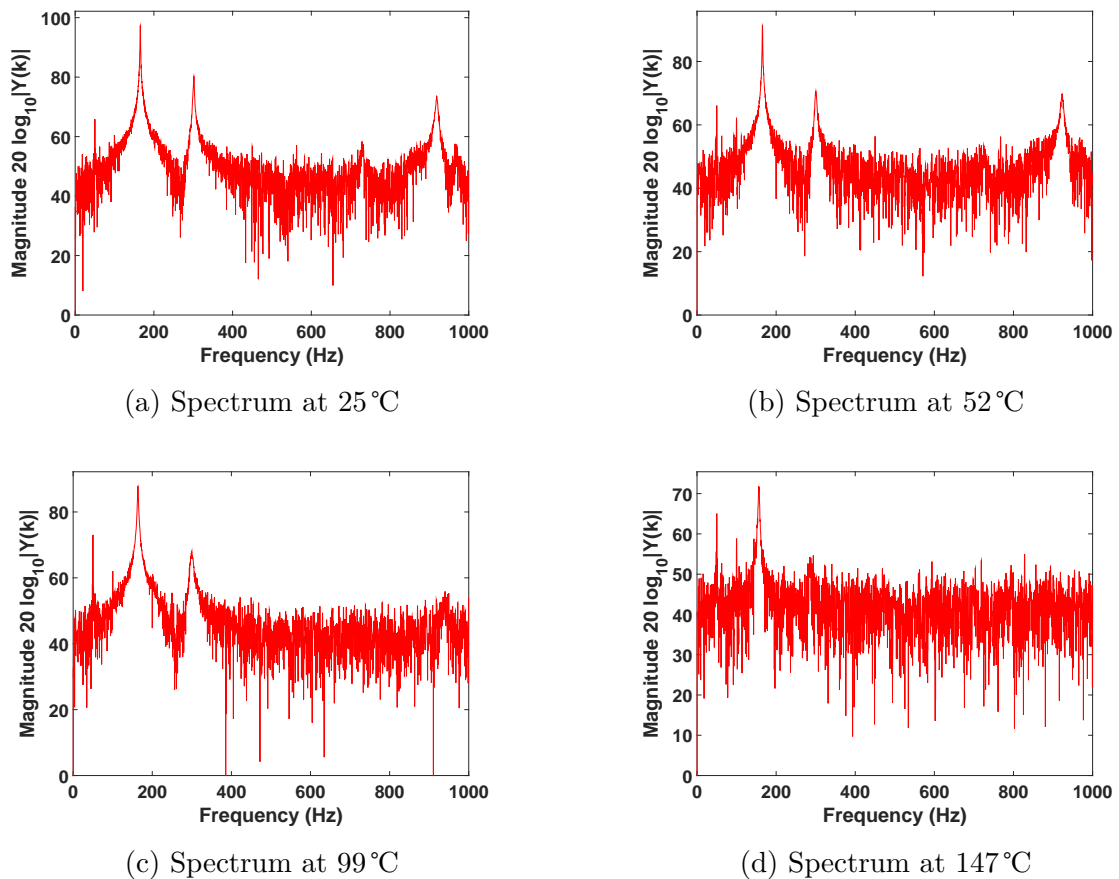 100
80
60
40
20
0
Magnitude 20 log10|Y(k)|
0 200 400 600 800 1000
Frequency (Hz)
(a) Spectrum at 25℃
80
60
40
20
0
Magnitude 20 log10|Y(k)|
0 200 400 600 800 1000
Frequency (Hz)
(b) Spectrum at 52℃
80
60
40
20
0
Magnitude 20 log10|Y(k)|
0 200 400 600 800 1000
Frequency (Hz)
(c) Spectrum at 99℃
70
60
50
40
30
20
10
0
Magnitude 20 log10|Y(k)|
0 200 400 600 800 1000
Frequency (Hz)
(d) Spectrum at 147℃